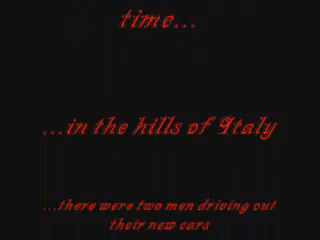 time...
...in the hills of Italy
...there were two men driving out
their new cars